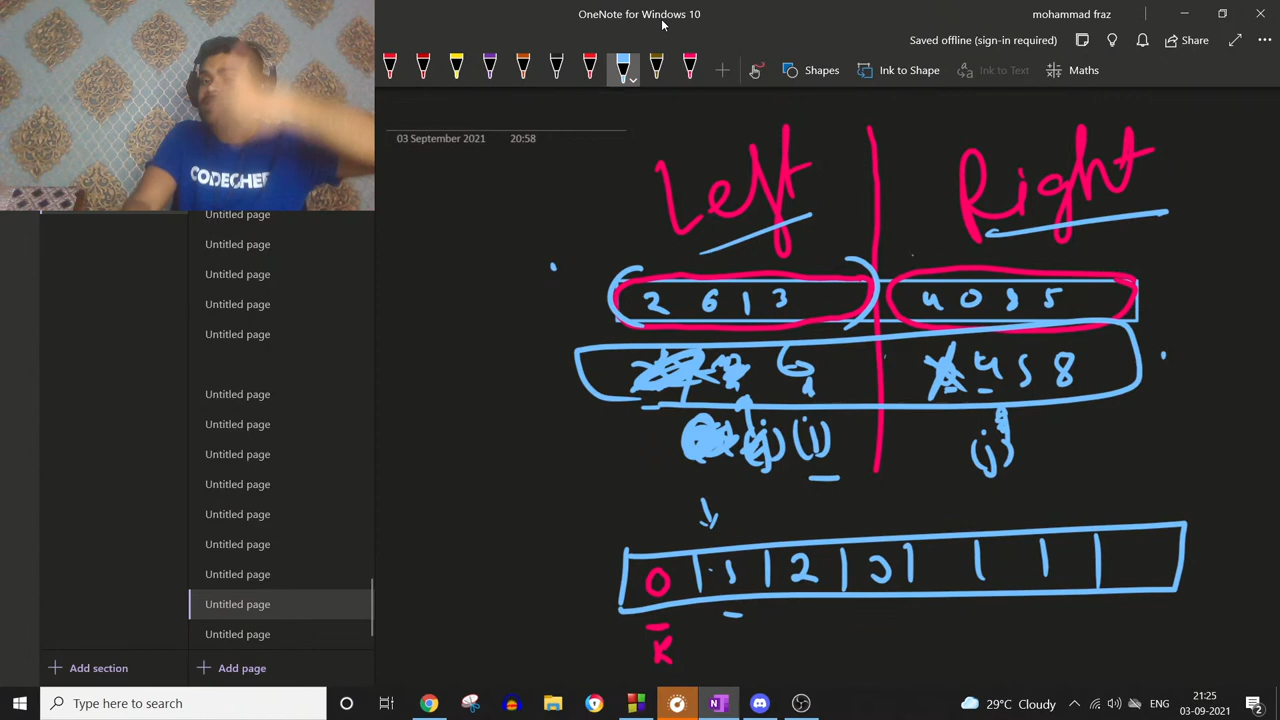 OneNote for Windows 10
mohammad fraz
Saved offline (sign-in required)
Share
Shapes
Ink to Shape
Ink to Text
Maths
CODECHEF
03 September 2021 20:58
Left
Right
2 6 1 3
4 0 8 5
6
4 5 8
(i)
(j)
0 1 2 3
K
Untitled page
Untitled page
Untitled page
Untitled page
Untitled page
Untitled page
Untitled page
Untitled page
Untitled page
Untitled page
Untitled page
Untitled page
Untitled page
Untitled page
Add section
Add page
Type here to search
29°C Cloudy
21:25
03-09-2021
2